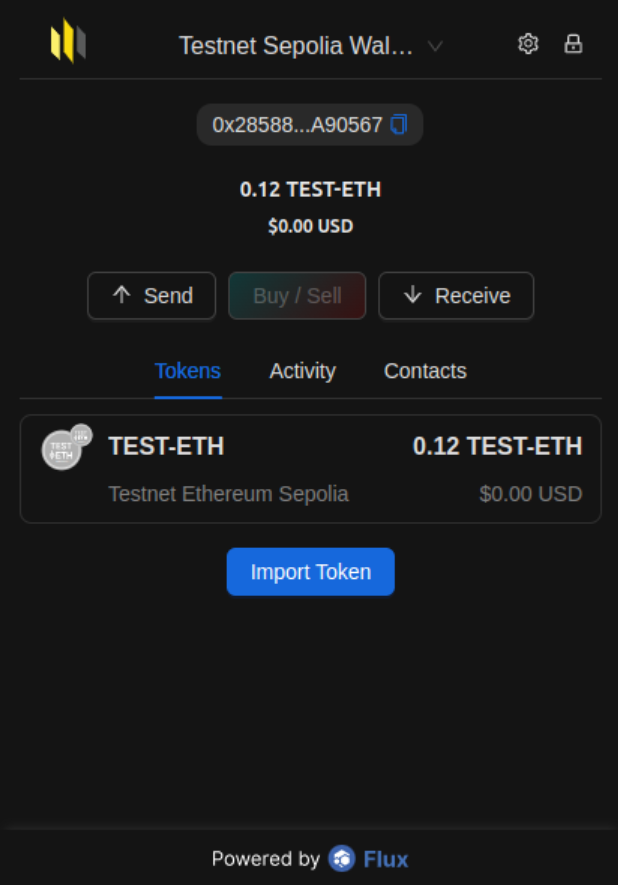 Testnet Sepolia Wal...
0x28588...A90567
0.12 TEST-ETH
$0.00 USD
Send
Buy / Sell
Receive
Tokens Activity Contacts
TEST ETH
TEST-ETH 0.12 TEST-ETH
Testnet Ethereum Sepolia $0.00 USD
Import Token
Powered by Flux